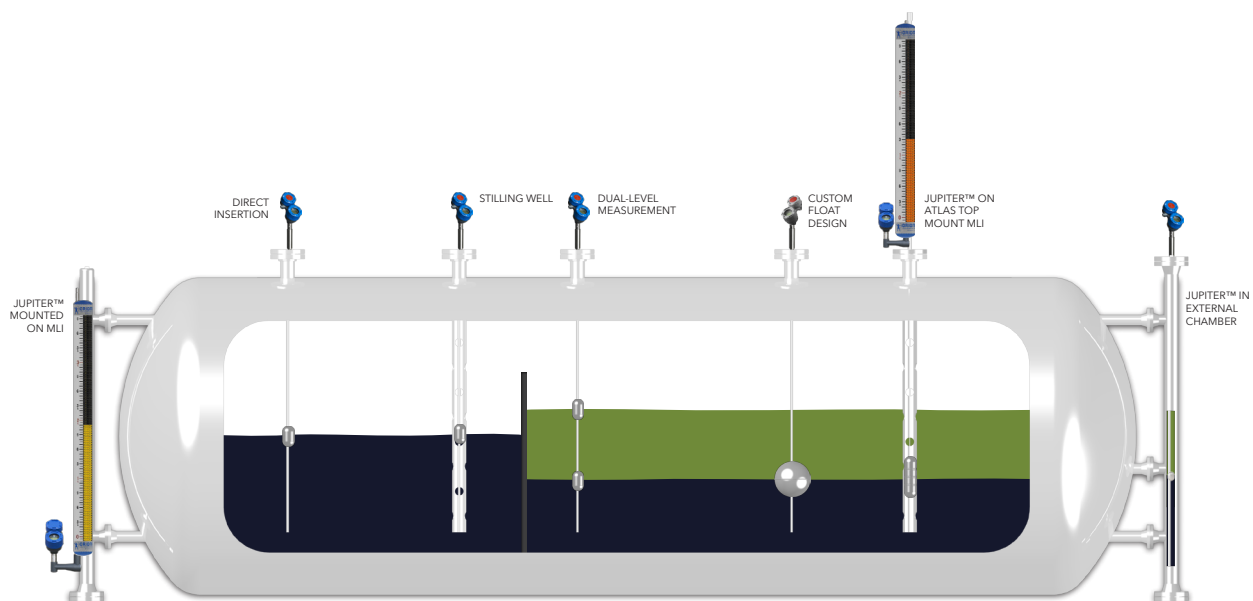 DIRECT
INSERTION
STILLING WELL
DUAL-LEVEL
MEASUREMENT
CUSTOM
FLOAT
DESIGN
JUPITER™ ON
ATLAS TOP
MOUNT MLI
JUPITER™
MOUNTED
ON MLI
JUPITER™ IN
EXTERNAL
CHAMBER